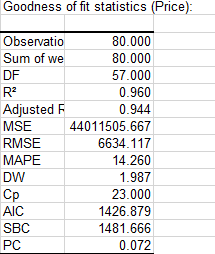 Goodness of fit statistics (Price):
Observatio 80.000
Sum of we 80.000
DF 57.000
R² 0.960
Adjusted R 0.944
MSE 44011505.667
RMSE 6634.117
MAPE 14.260
DW 1.987
Cp 23.000
AIC 1426.879
SBC 1481.666
PC 0.072